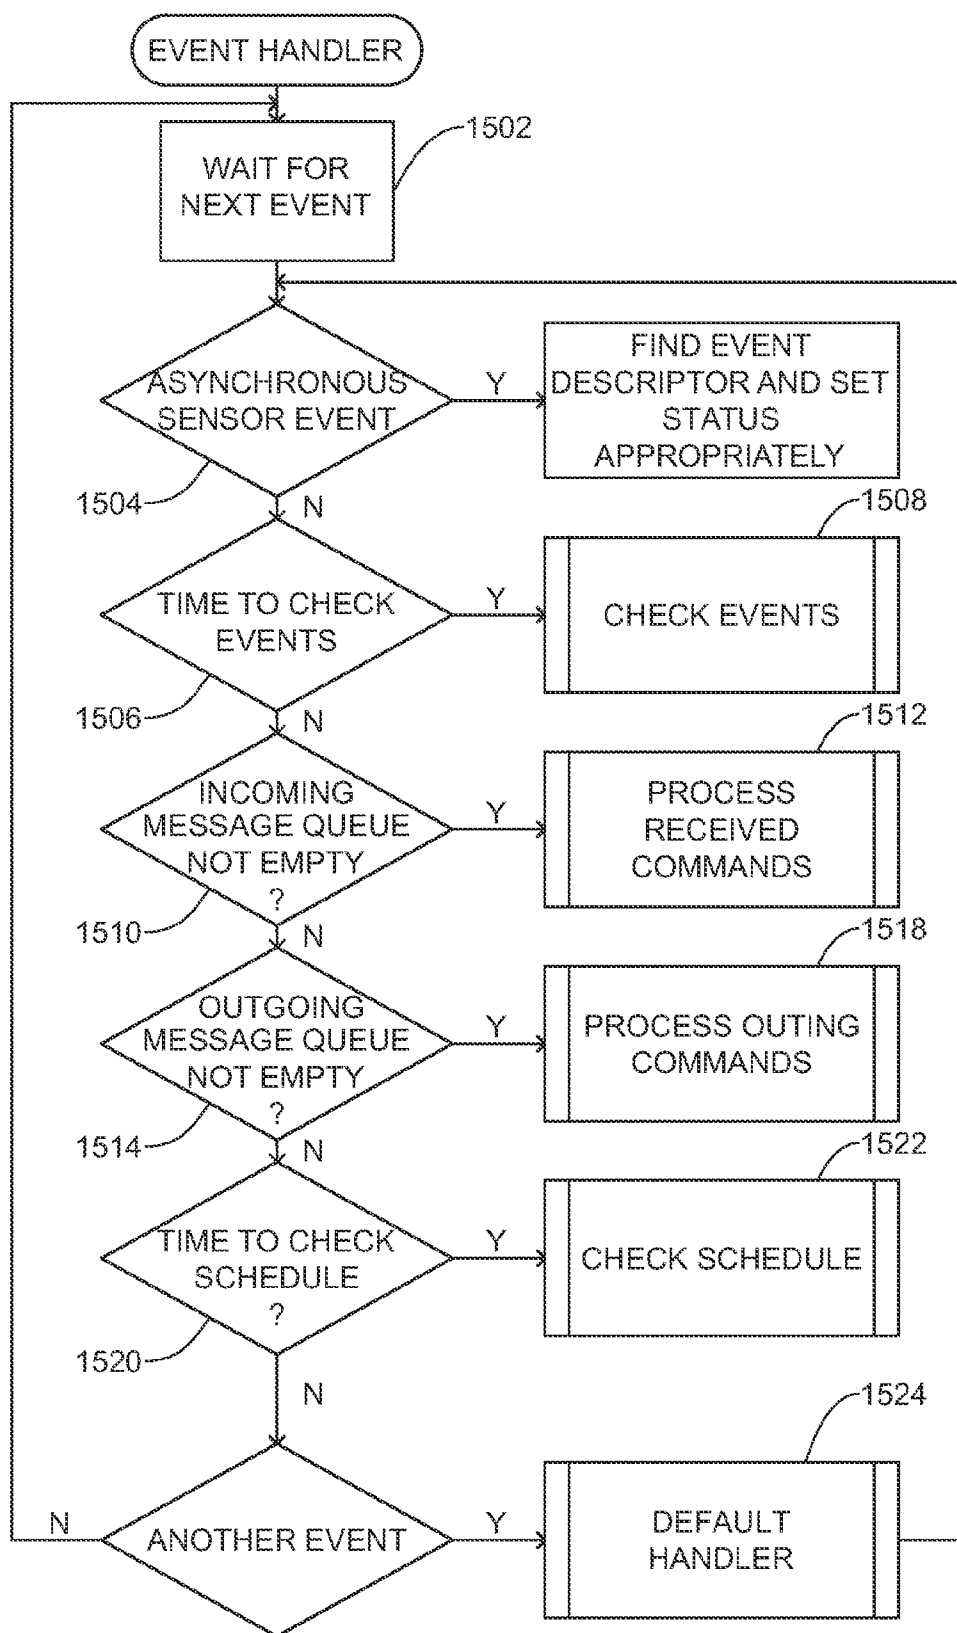 EVENT HANDLER
1502
WAIT FOR
NEXT EVENT
ASYNCHRONOUS
SENSOR EVENT
Y
FIND EVENT
DESCRIPTOR AND SET
STATUS
APPROPRIATELY
1504
N
1508
TIME TO CHECK
EVENTS
Y
CHECK EVENTS
1506
N
1512
INCOMING
MESSAGE QUEUE
NOT EMPTY
?
Y
PROCESS
RECEIVED
COMMANDS
1510
N
1518
OUTGOING
MESSAGE QUEUE
NOT EMPTY
?
Y
PROCESS OUTING
COMMANDS
1514
N
1522
TIME TO CHECK
SCHEDULE
?
Y
CHECK SCHEDULE
1520
N
1524
N
ANOTHER EVENT
Y
DEFAULT
HANDLER